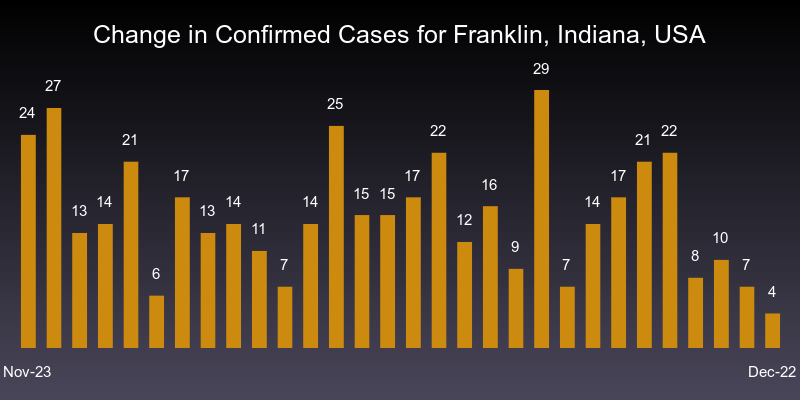 Change in Confirmed Cases for Franklin, Indiana, USA
24 27 13 14 21 6 17 13 14 11 7 14 25 15 15 17 22 12 16 9 29 7 14 17 21 22 8 10 7 4
Nov-23 Dec-22